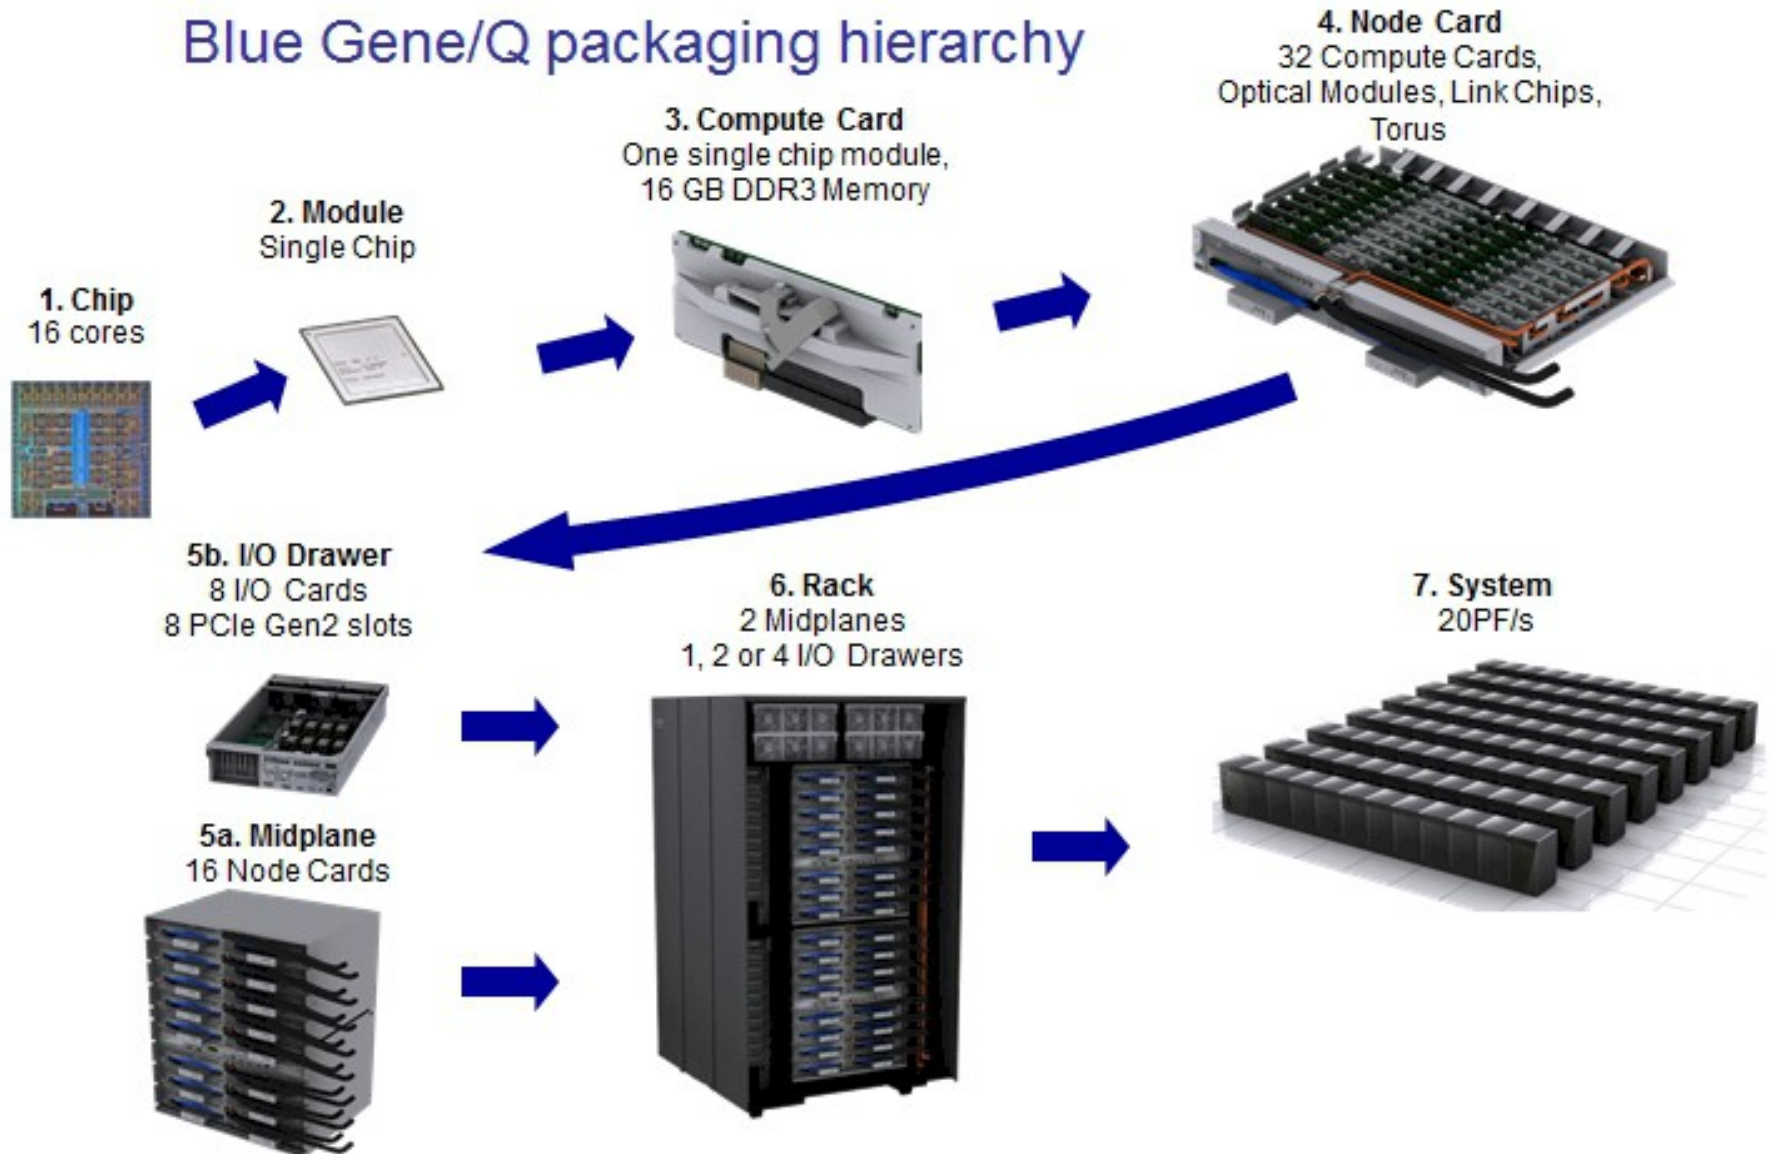 Blue Gene/Q packaging hierarchy
1. Chip
16 cores
2. Module
Single Chip
3. Compute Card
One single chip module,
16 GB DDR3 Memory
4. Node Card
32 Compute Cards,
Optical Modules, Link Chips,
Torus
5b. I/O Drawer
8 I/O Cards
8 PCIe Gen2 slots
5a. Midplane
16 Node Cards
6. Rack
2 Midplanes
1, 2 or 4 I/O Drawers
7. System
20PF/s